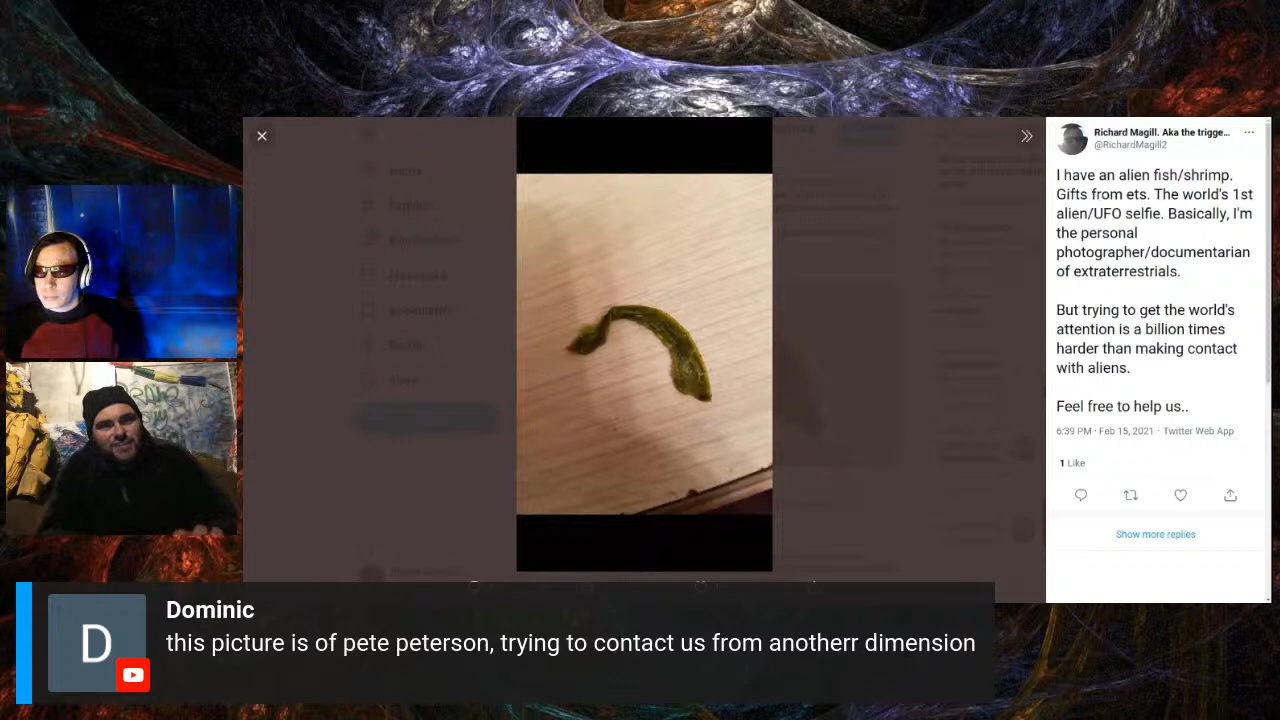 Richard Magill. Aka the trigge...
@RichardMagill2
I have an alien fish/shrimp.
Gifts from ets. The world's 1st
alien/UFO selfie. Basically, I'm
the personal
photographer/documentarian
of extraterrestrials.
But trying to get the world's
attention is a billion times
harder than making contact
with aliens.
Feel free to help us..
6:39 PM · Feb 15, 2021 · Twitter Web App
1 Like
Show more replies
D
Dominic
this picture is of pete peterson, trying to contact us from anotherr dimension